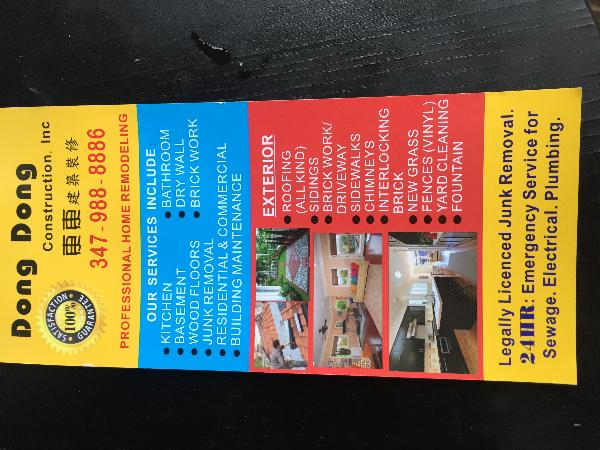 Dong Dong
Construction, Inc
東東 建築裝修
347-988-8886
PROFESSIONAL HOME REMODELING
SATISFACTION
100%
GUARANTEE
OUR SERVICES INCLUDE:
• KITCHEN
• BASEMENT
• WOOD FLOORS
• JUNK REMOVAL
• RESIDENTIAL & COMMERCIAL
• BUILDING MAINTENANCE
• BATHROOM
• DRY WALL
• BRICK WORK
EXTERIOR
• ROOFING
(ALL KIND)
• SIDINGS
• BRICK WORK/
DRIVEWAY
• SIDEWALKS
• CHIMNEYS
• INTERLOCKING
BRICK
• NEW GRASS
• FENCES (VINYL)
• YARD CLEANING
• FOUNTAIN
Legally Licenced Junk Removal.
24HR: Emergency Service for
Sewage. Electrical. Plumbing.